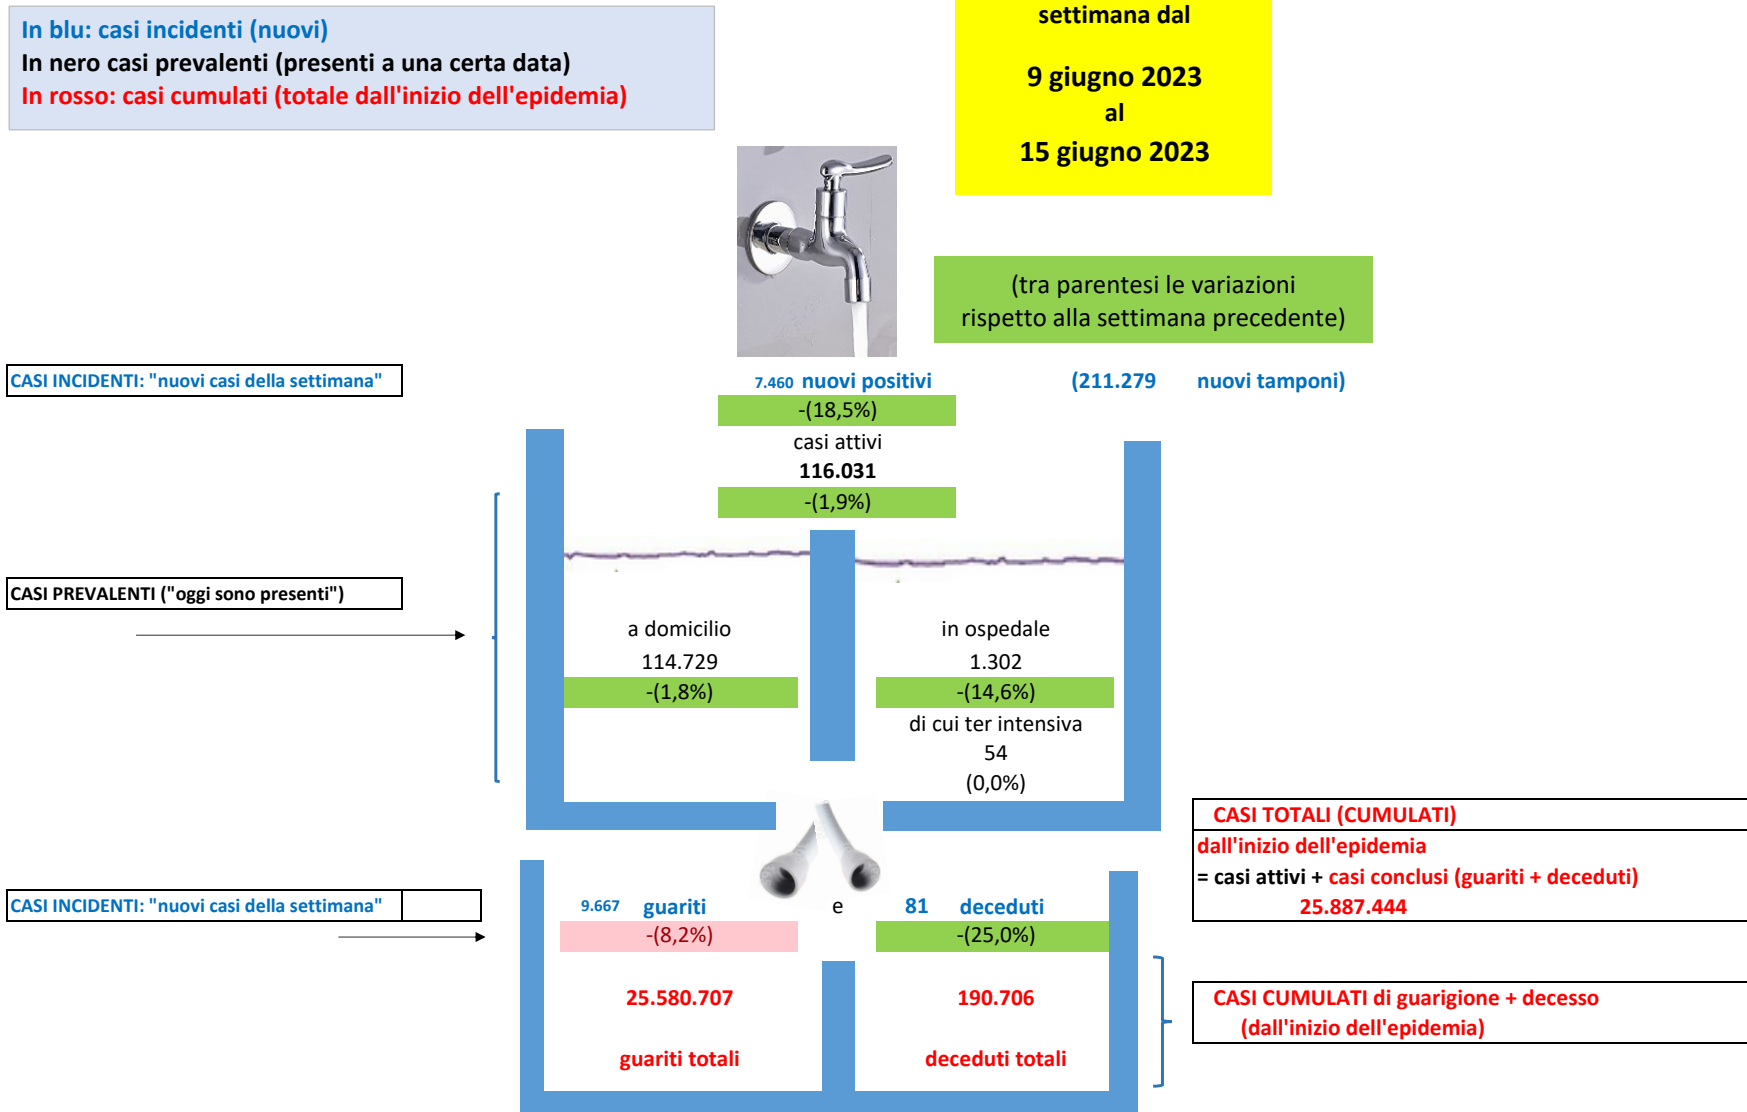 In blu: casi incidenti (nuovi)
In nero casi prevalenti (presenti a una certa data)
In rosso: casi cumulati (totale dall'inizio dell'epidemia)
settimana dal
9 giugno 2023
al
15 giugno 2023
(tra parentesi le variazioni
rispetto alla settimana precedente)
CASI INCIDENTI: "nuovi casi della settimana"
7.460 nuovi positivi
(211.279 nuovi tamponi)
-(18,5%)
casi attivi
116.031
-(1,9%)
CASI PREVALENTI ("oggi sono presenti")
a domicilio
114.729
-(1,8%)
in ospedale
1.302
-(14,6%)
di cui ter intensiva
54
(0,0%)
CASI TOTALI (CUMULATI)
dall'inizio dell'epidemia
= casi attivi + casi conclusi (guariti + deceduti)
25.887.444
CASI INCIDENTI: "nuovi casi della settimana"
9.667 guariti e 81 deceduti
-(8,2%) -(25,0%)
25.580.707 190.706
guariti totali deceduti totali
CASI CUMULATI di guarigione + decesso
(dall'inizio dell'epidemia)